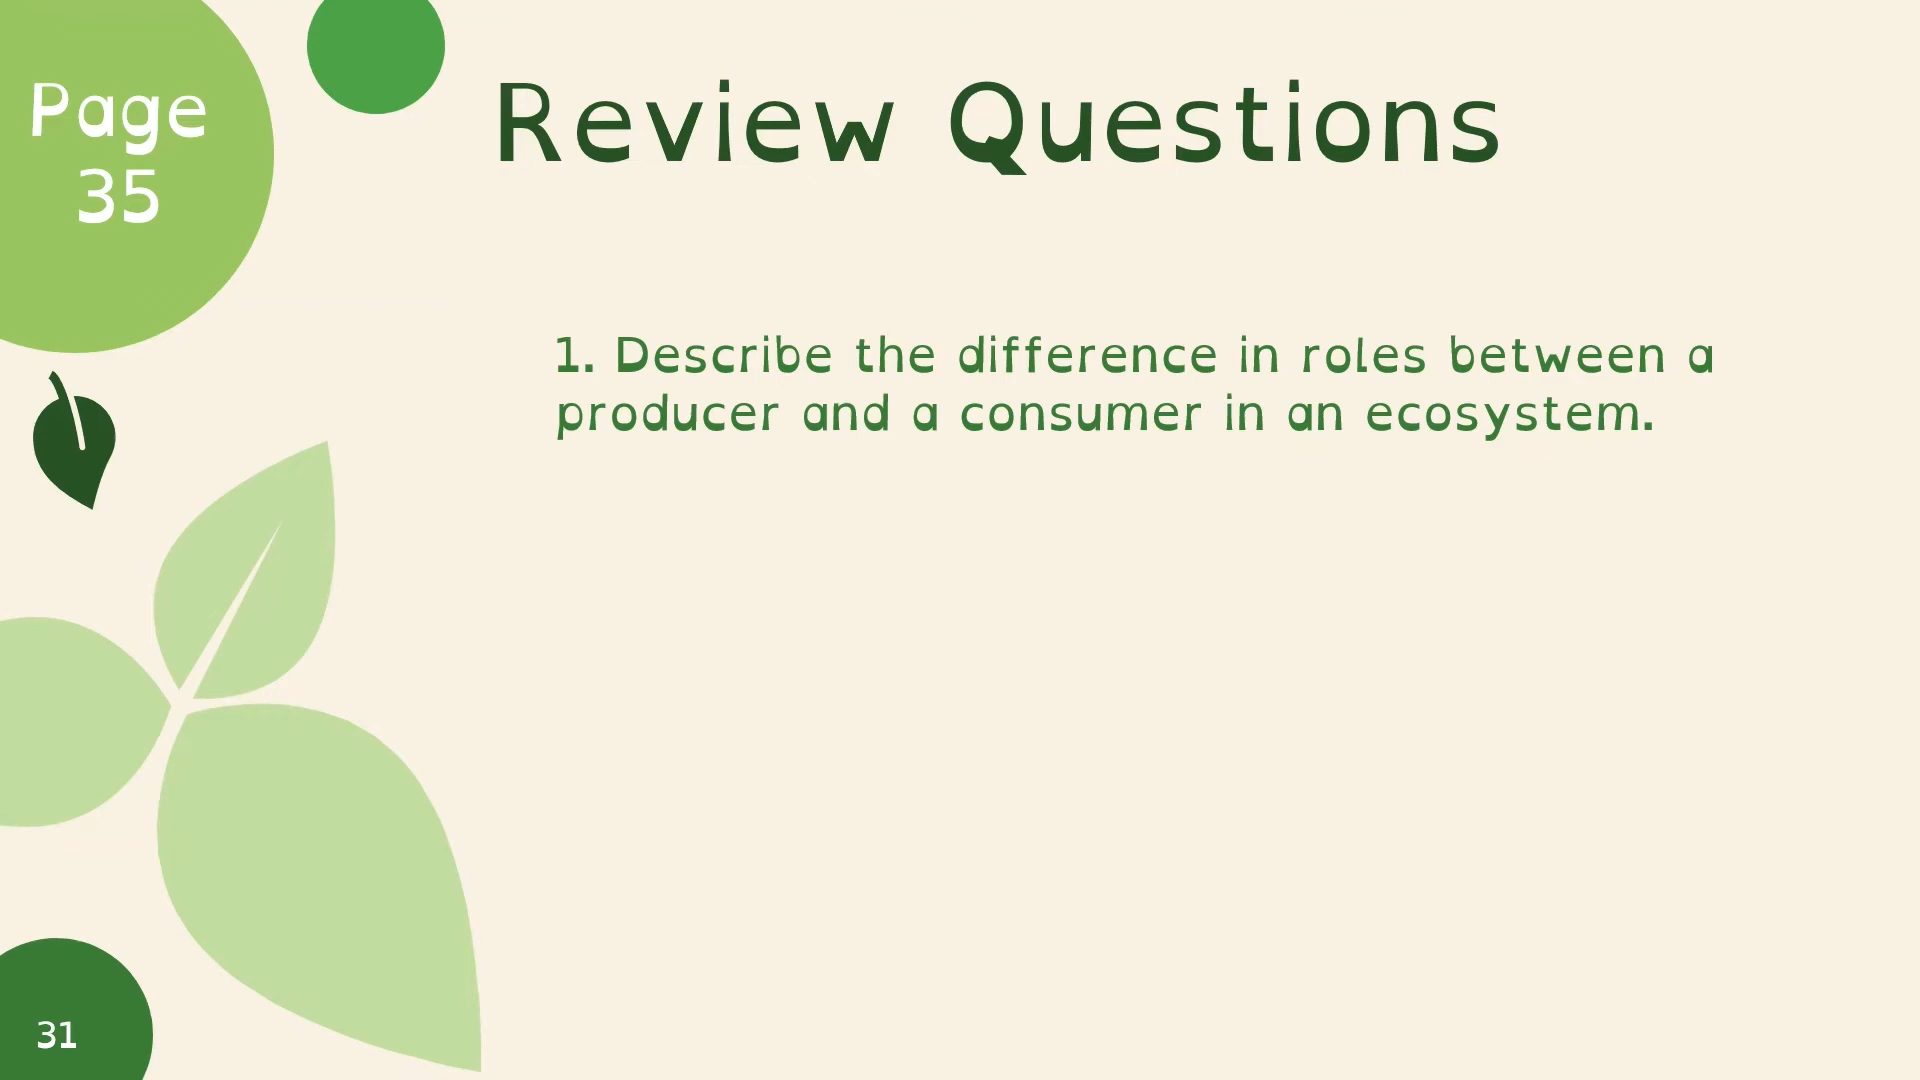 Page
35
Review Questions
1. Describe the difference in roles between a
producer and a consumer in an ecosystem.
31